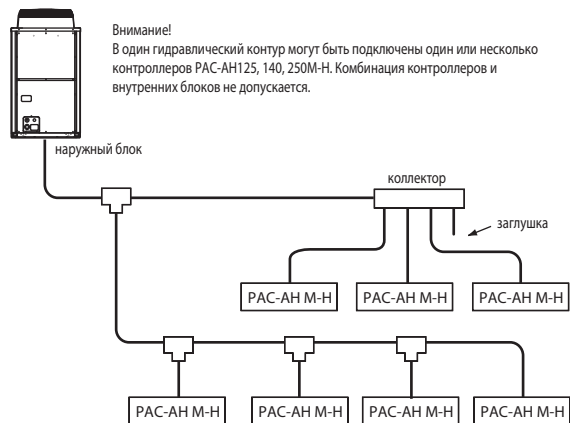 Внимание!
В один гидравлический контур могут быть подключены один или несколько
контроллеров PAC-AH125, 140, 250M-H. Комбинация контроллеров и
внутренних блоков не допускается.
наружный блок
коллектор
заглушка
PAC-AH M-H
PAC-AH M-H
PAC-AH M-H
PAC-AH M-H
PAC-AH M-H
PAC-AH M-H
PAC-AH M-H